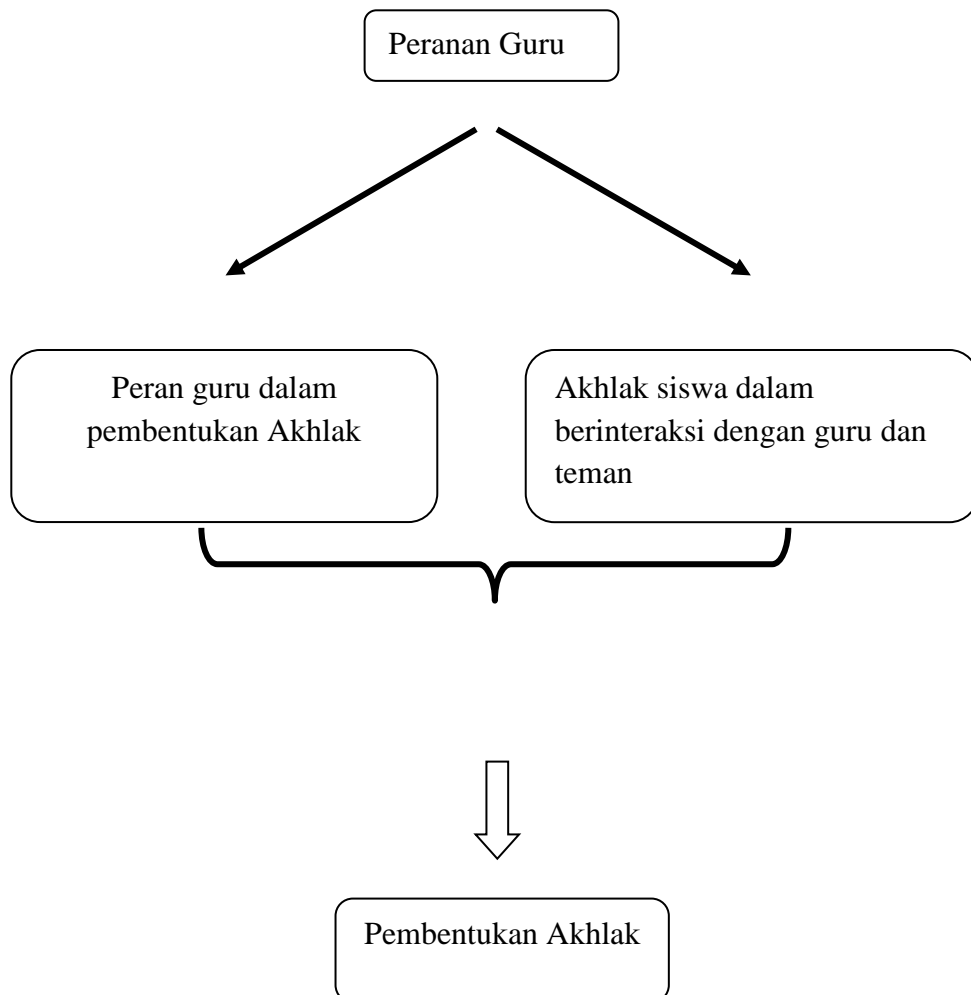 Peranan Guru
Peran guru dalam
pembentukan Akhlak
Akhlak siswa dalam
berinteraksi dengan guru dan
teman
Pembentukan Akhlak